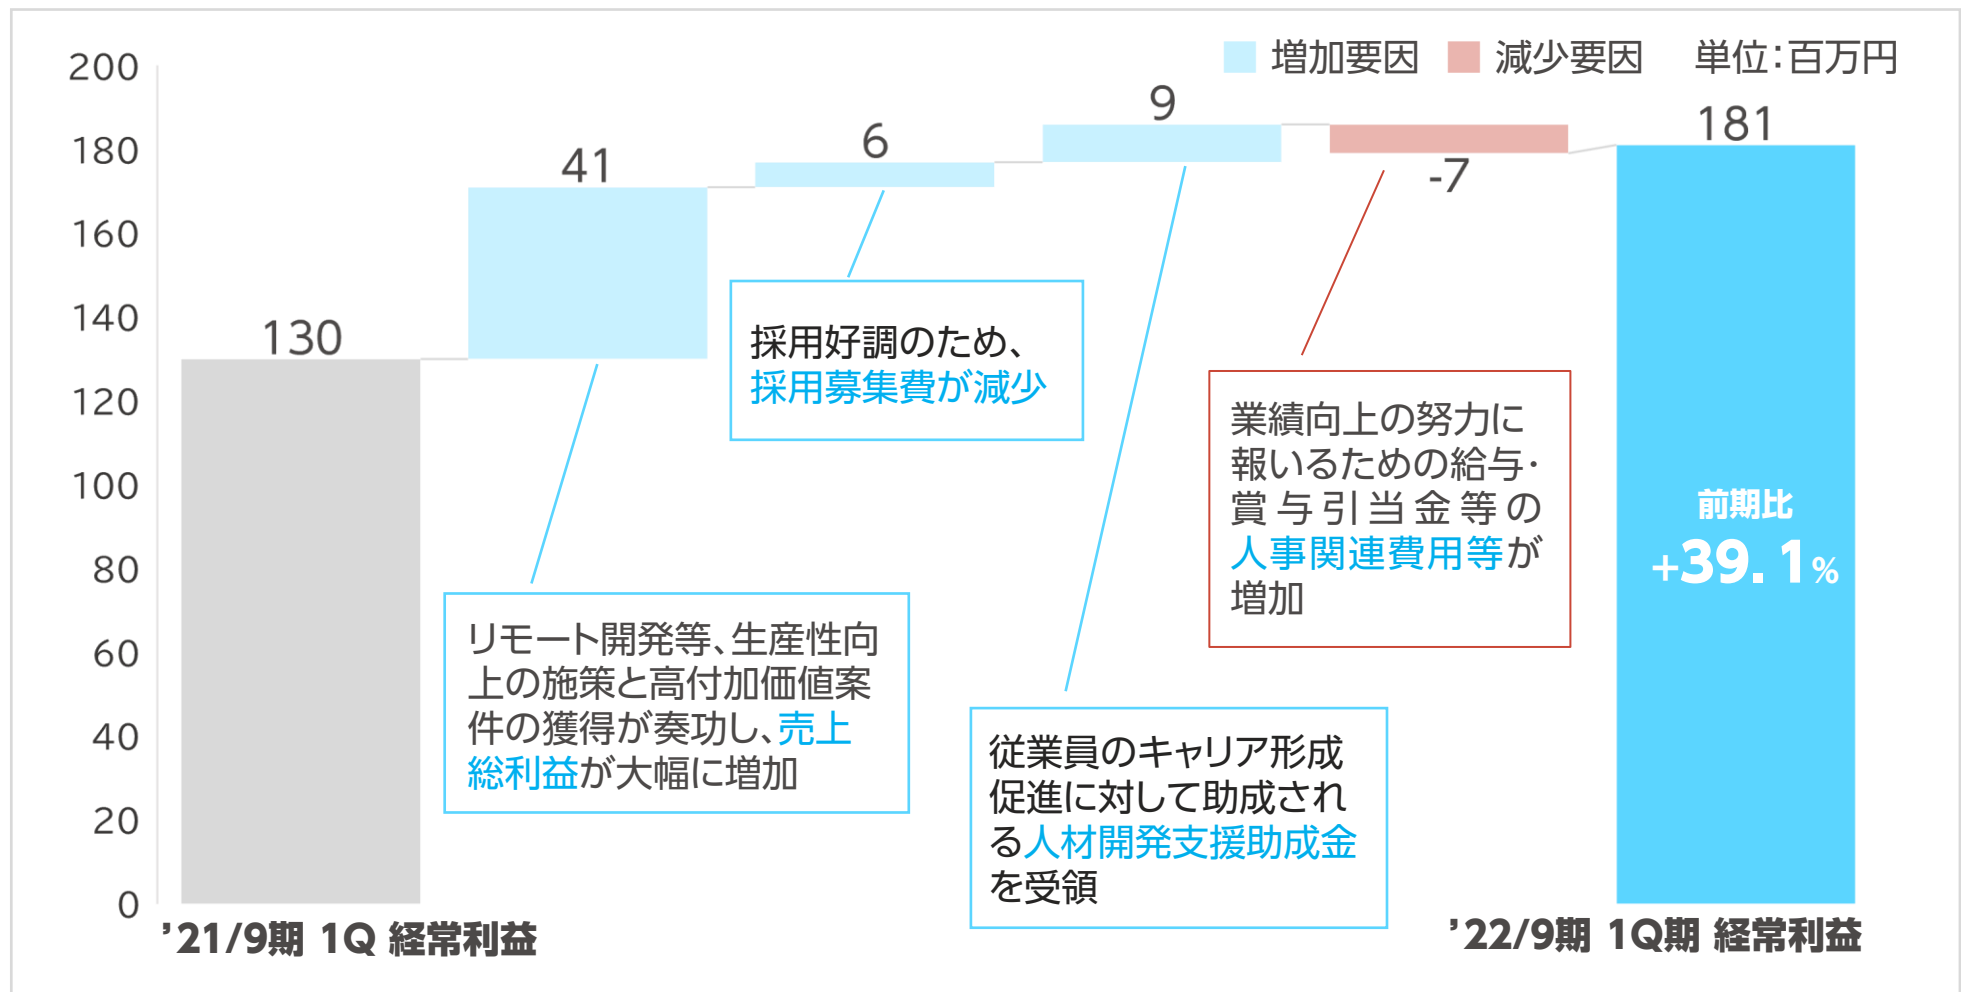 増加要因 減少要因 単位：百万円
200
180
160
140
120
100
80
60
40
20
0
130
41
6
9
-7
181
採用好調のため、
採用募集費が減少
業績向上の努力に
報いるための給与・
賞与引当金等の
人事関連費用等が
増加
前期比
+39.1%
リモート開発等、生産性向
上の施策と高付加価値案
件の獲得が奏功し、売上
総利益が大幅に増加
従業員のキャリア形成
促進に対して助成され
る人材開発支援助成金
を受領
’21/9期 1Q 経常利益
’22/9期 1Q期 経常利益